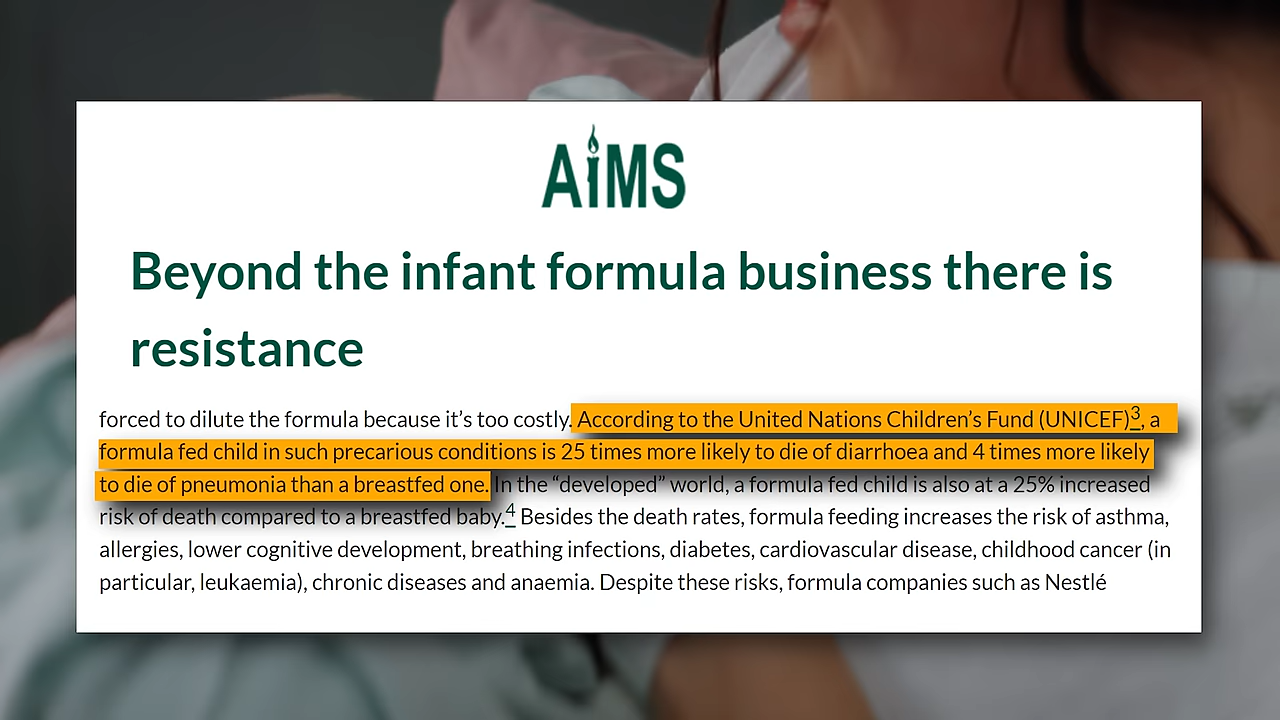 AiMS
Beyond the infant formula business there is
resistance
forced to dilute the formula because it’s too costly. According to the United Nations Children’s Fund (UNICEF)3, a
formula fed child in such precarious conditions is 25 times more likely to die of diarrhoea and 4 times more likely
to die of pneumonia than a breastfed one. In the “developed” world, a formula fed child is also at a 25% increased
risk of death compared to a breastfed baby.4 Besides the death rates, formula feeding increases the risk of asthma,
allergies, lower cognitive development, breathing infections, diabetes, cardiovascular disease, childhood cancer (in
particular, leukaemia), chronic diseases and anaemia. Despite these risks, formula companies such as Nestlé